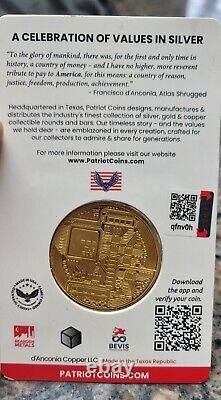 A CELEBRATION OF VALUES IN SILVER
"To the glory of mankind, there was, for the first and only time in
history, a country of money - and I have no higher, more reverent
tribute to pay to America, for this means: a country of reason,
justice, freedom, production, achievement."
- Francisco d'Anconia, Atlas Shrugged
Headquartered in Texas, Patriot Coins designs, manufactures &
distributes the industry's finest collection of silver, gold & copper
collectible rounds and bars. Our timeless story - and the values
we hold dear - are emblazoned in every creation, crafted for
our collectors to admire & share for generations.
For more information please visit our website
www.PatriotCoins.com
qfnv0h
Download
the app and
verify your coin.
BEVIS
d'Anconia Copper LLC
Made in the Texas Republic
PATRIOTCOINS.COM